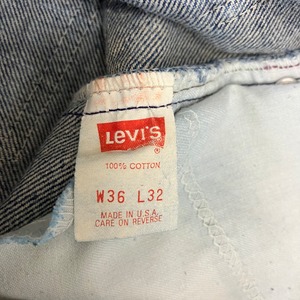 Levi's
100% COTTON
W36 L32
MADE IN U.S.A.
CARE ON REVERSE